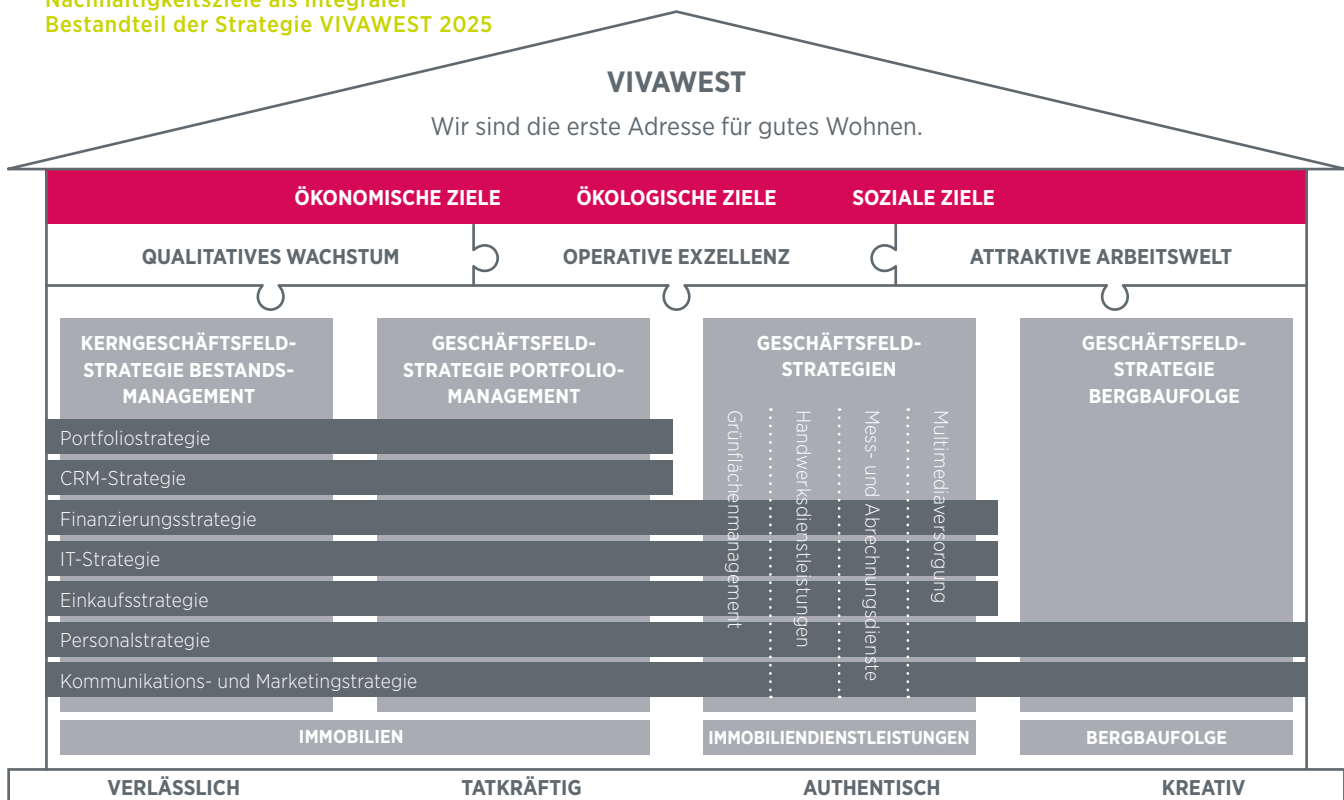 Nachhaltigkeitsziele als integraler
Bestandteil der Strategie VIVAWEST 2025
VIVAWEST
Wir sind die erste Adresse für gutes Wohnen.
ÖKONOMISCHE ZIELE
ÖKOLOGISCHE ZIELE
SOZIALE ZIELE
QUALITATIVES WACHSTUM
OPERATIVE EXZELLENZ
ATTRAKTIVE ARBEITSWELT
KERNGESCHÄFTSFELD-
STRATEGIE BESTANDS-
MANAGEMENT
GESCHÄFTSFELD-
STRATEGIE PORTFOLIO-
MANAGEMENT
GESCHÄFTSFELD-
STRATEGIEN
GESCHÄFTSFELD-
STRATEGIE
BERGBAUFOLGE
Grünflächenmanagement
Handwerksdienstleistungen
Mess- und Abrechnungsdienste
Multimediaversorgung
Portfoliostrategie
CRM-Strategie
Finanzierungsstrategie
IT-Strategie
Einkaufsstrategie
Personalstrategie
Kommunikations- und Marketingstrategie
IMMOBILIEN
IMMOBILIENDIENSTLEISTUNGEN
BERGBAUFOLGE
VERLÄSSLICH
TATKRÄFTIG
AUTHENTISCH
KREATIV